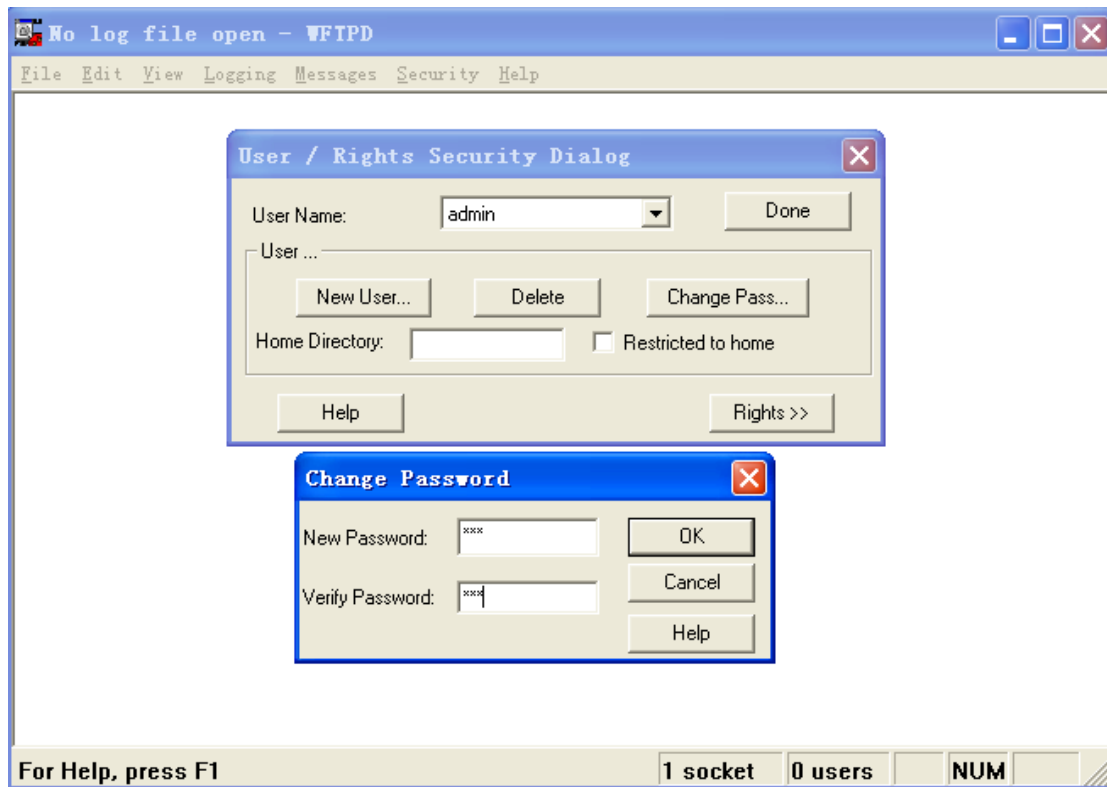 No log file open - WFTPD
File Edit View Logging Messages Security Help
User / Rights Security Dialog
User Name: admin Done
User ...
New User... Delete Change Pass...
Home Directory: Restricted to home
Help Rights >>
Change Password
New Password: *** OK
Cancel
Verify Password: ***
Help
For Help, press F1 1 socket 0 users NUM